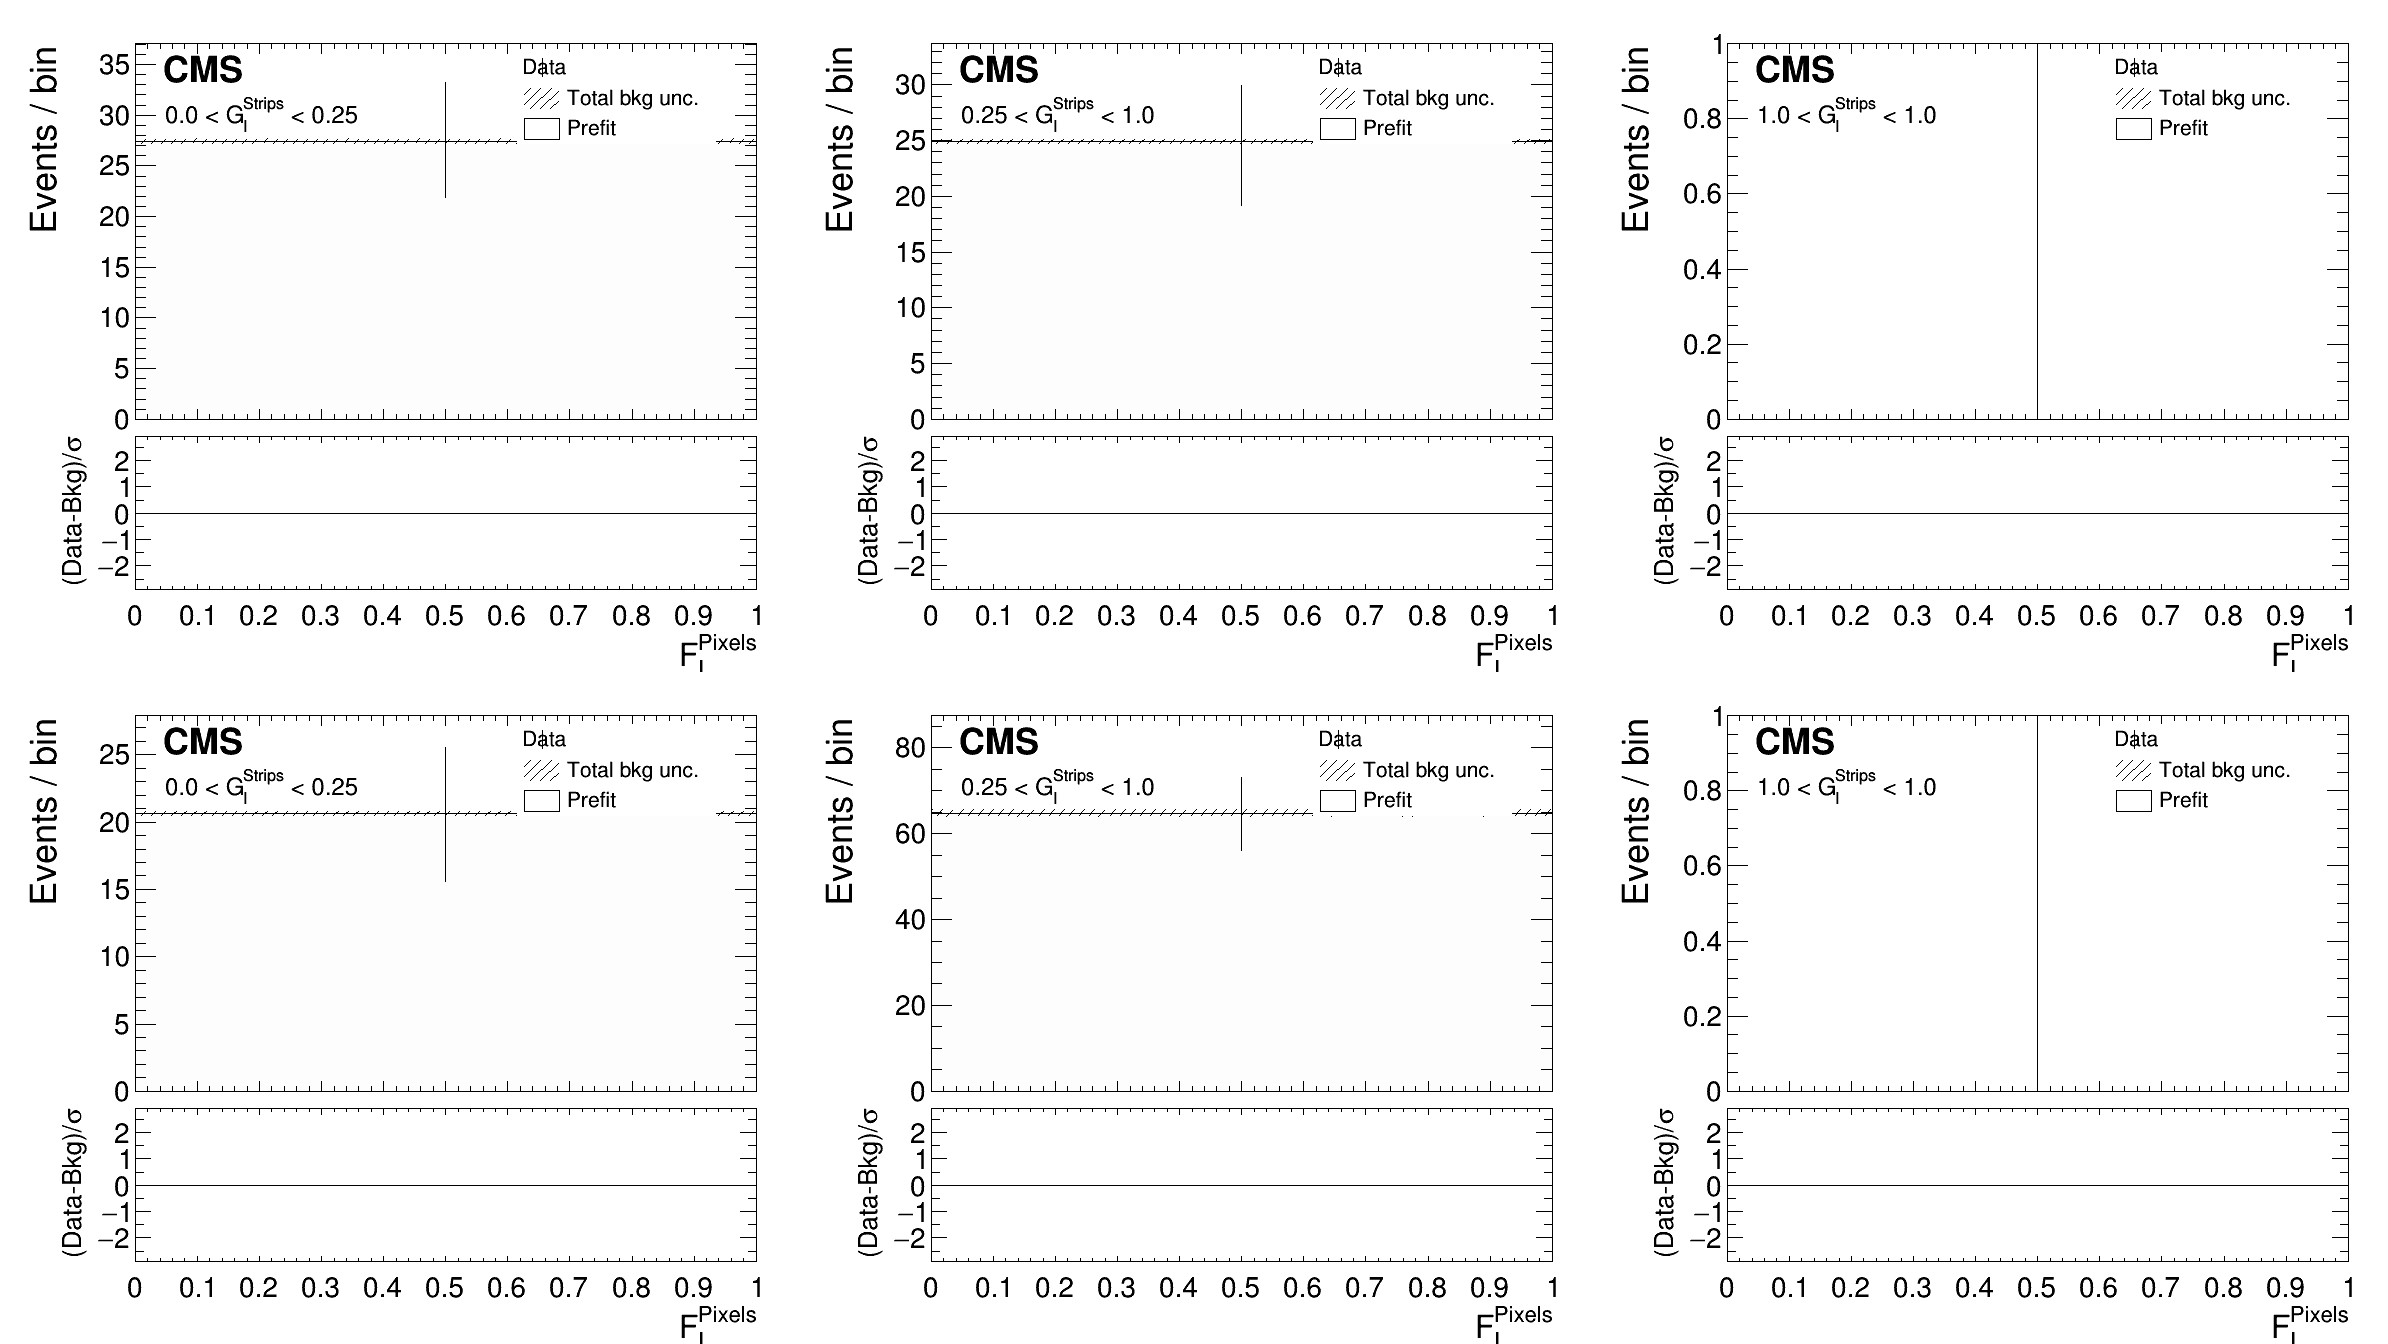 Events / bin
35
30
25
20
15
10
5
0
CMS
0.0 < G_I^Strips < 0.25
Data
Total bkg unc.
Prefit
(Data-Bkg)/σ
2
1
0
−1
−2
0 0.1 0.2 0.3 0.4 0.5 0.6 0.7 0.8 0.9 1
F_I^Pixels
Events / bin
30
25
20
15
10
5
0
CMS
0.25 < G_I^Strips < 1.0
Data
Total bkg unc.
Prefit
(Data-Bkg)/σ
2
1
0
−1
−2
0 0.1 0.2 0.3 0.4 0.5 0.6 0.7 0.8 0.9 1
F_I^Pixels
Events / bin
1
0.8
0.6
0.4
0.2
0
CMS
1.0 < G_I^Strips < 1.0
Data
Total bkg unc.
Prefit
(Data-Bkg)/σ
2
1
0
−1
−2
0 0.1 0.2 0.3 0.4 0.5 0.6 0.7 0.8 0.9 1
F_I^Pixels
Events / bin
25
20
15
10
5
0
CMS
0.0 < G_I^Strips < 0.25
Data
Total bkg unc.
Prefit
(Data-Bkg)/σ
2
1
0
−1
−2
0 0.1 0.2 0.3 0.4 0.5 0.6 0.7 0.8 0.9 1
F_I^Pixels
Events / bin
80
60
40
20
0
CMS
0.25 < G_I^Strips < 1.0
Data
Total bkg unc.
Prefit
(Data-Bkg)/σ
2
1
0
−1
−2
0 0.1 0.2 0.3 0.4 0.5 0.6 0.7 0.8 0.9 1
F_I^Pixels
Events / bin
1
0.8
0.6
0.4
0.2
0
CMS
1.0 < G_I^Strips < 1.0
Data
Total bkg unc.
Prefit
(Data-Bkg)/σ
2
1
0
−1
−2
0 0.1 0.2 0.3 0.4 0.5 0.6 0.7 0.8 0.9 1
F_I^Pixels